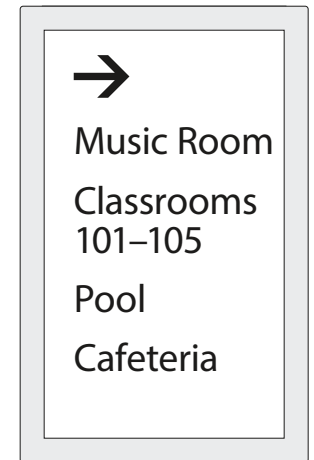 →
Music Room
Classrooms
101–105
Pool
Cafeteria